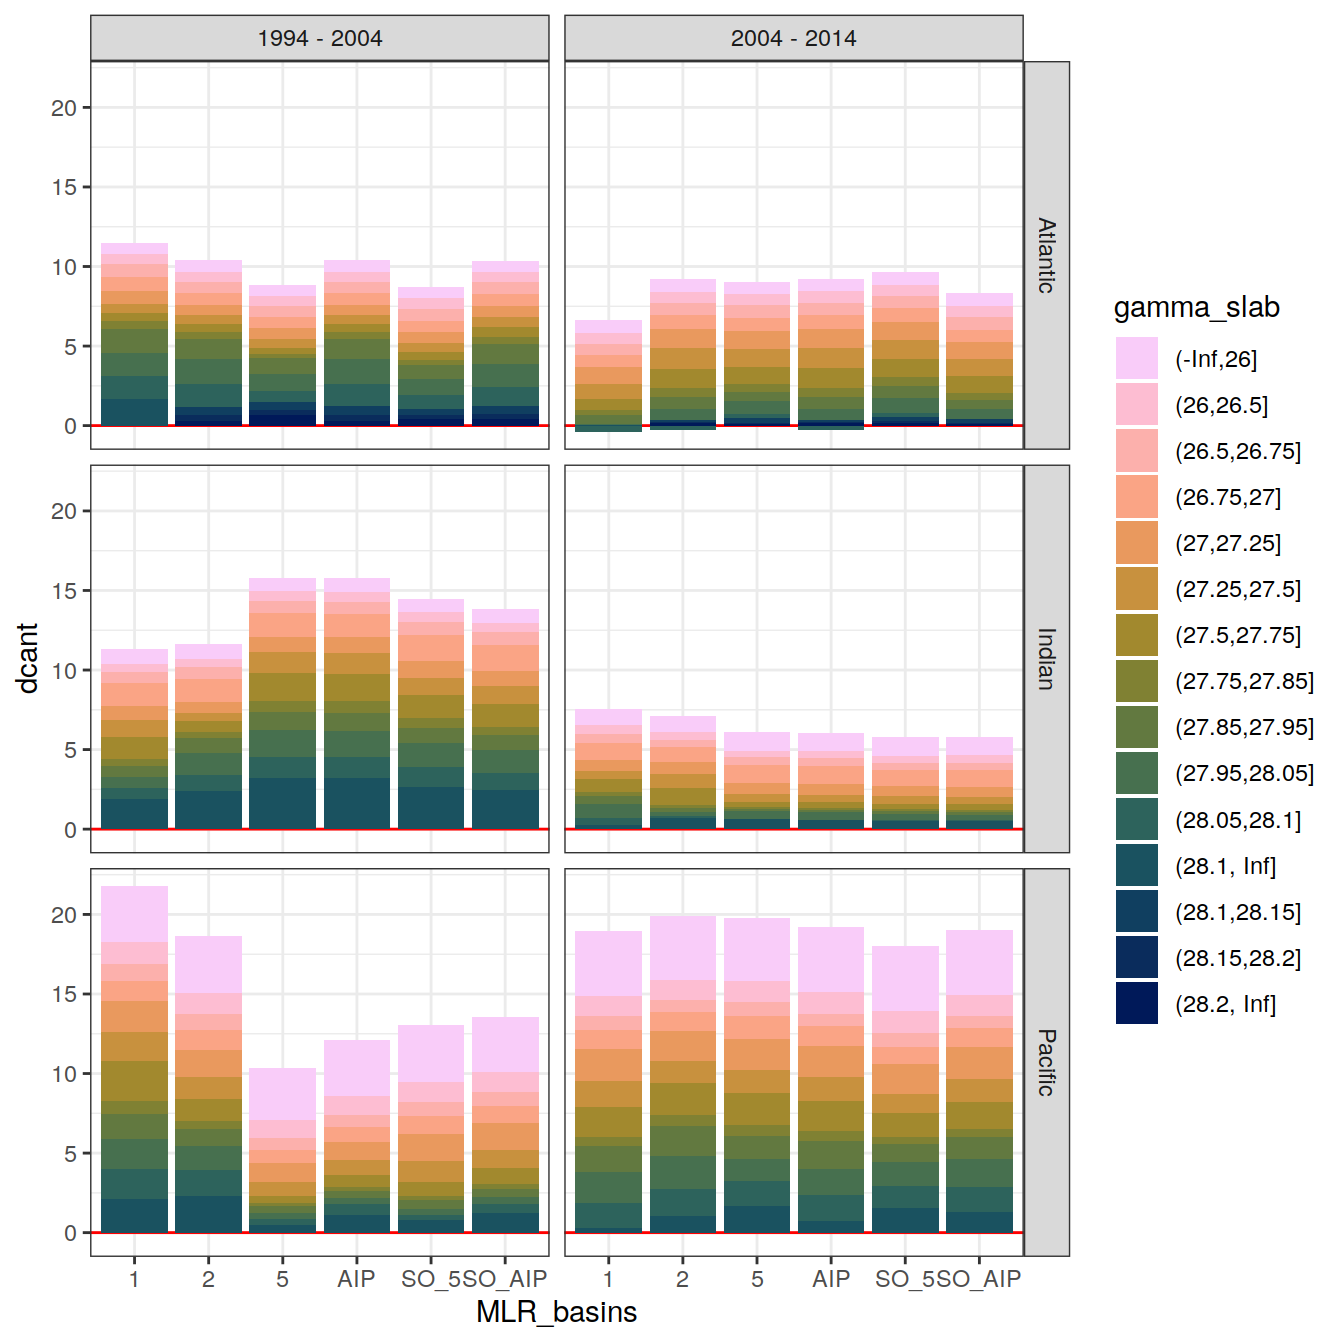 1994 - 2004
2004 - 2014
20
15
10
5
0
Atlantic
20
15
10
5
0
Indian
20
15
10
5
0
Pacific
dcant
1 2 5 AIP SO_5 SO_AIP
1 2 5 AIP SO_5 SO_AIP
MLR_basins
gamma_slab
(-Inf,26]
(26,26.5]
(26.5,26.75]
(26.75,27]
(27,27.25]
(27.25,27.5]
(27.5,27.75]
(27.75,27.85]
(27.85,27.95]
(27.95,28.05]
(28.05,28.1]
(28.1, Inf]
(28.1,28.15]
(28.15,28.2]
(28.2, Inf]